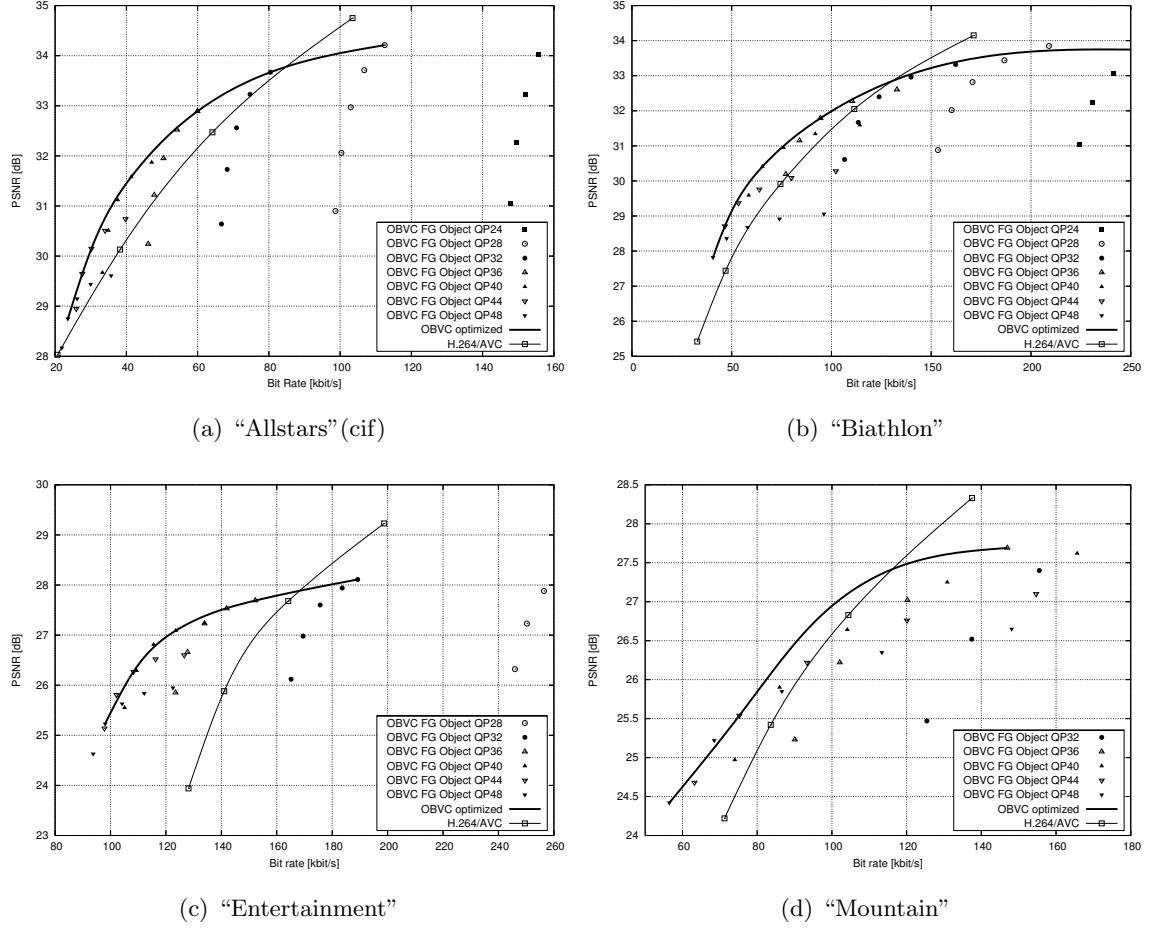 35
34
33
32
31
30
29
28
PSNR [dB]
20 40 60 80 100 120 140 160
Bit Rate [kbit/s]
OBVC FG Object QP24
OBVC FG Object QP28
OBVC FG Object QP32
OBVC FG Object QP36
OBVC FG Object QP40
OBVC FG Object QP44
OBVC FG Object QP48
OBVC optimized
H.264/AVC
(a) “Allstars”(cif)
35
34
33
32
31
30
29
28
27
26
25
PSNR [dB]
0 50 100 150 200 250
Bit rate [kbit/s]
OBVC FG Object QP24
OBVC FG Object QP28
OBVC FG Object QP32
OBVC FG Object QP36
OBVC FG Object QP40
OBVC FG Object QP44
OBVC FG Object QP48
OBVC optimized
H.264/AVC
(b) “Biathlon”
30
29
28
27
26
25
24
23
PSNR [dB]
80 100 120 140 160 180 200 220 240 260
Bit rate [kbit/s]
OBVC FG Object QP28
OBVC FG Object QP32
OBVC FG Object QP36
OBVC FG Object QP40
OBVC FG Object QP44
OBVC FG Object QP48
OBVC optimized
H.264/AVC
(c) “Entertainment”
28.5
28
27.5
27
26.5
26
25.5
25
24.5
24
PSNR [dB]
60 80 100 120 140 160 180
Bit rate [kbit/s]
OBVC FG Object QP32
OBVC FG Object QP36
OBVC FG Object QP40
OBVC FG Object QP44
OBVC FG Object QP48
OBVC optimized
H.264/AVC
(d) “Mountain”